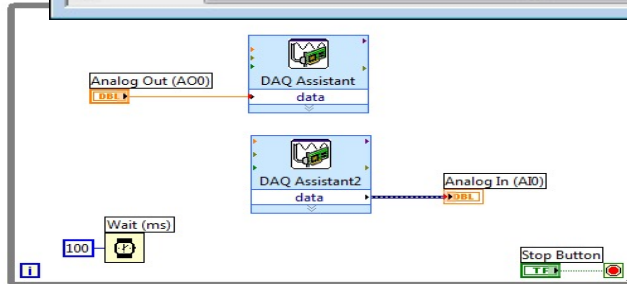 Analog Out (AO0)
DBL
DAQ Assistant
data
DAQ Assistant2
data
Analog In (AI0)
DBL
Wait (ms)
100
i
Stop Button
TF